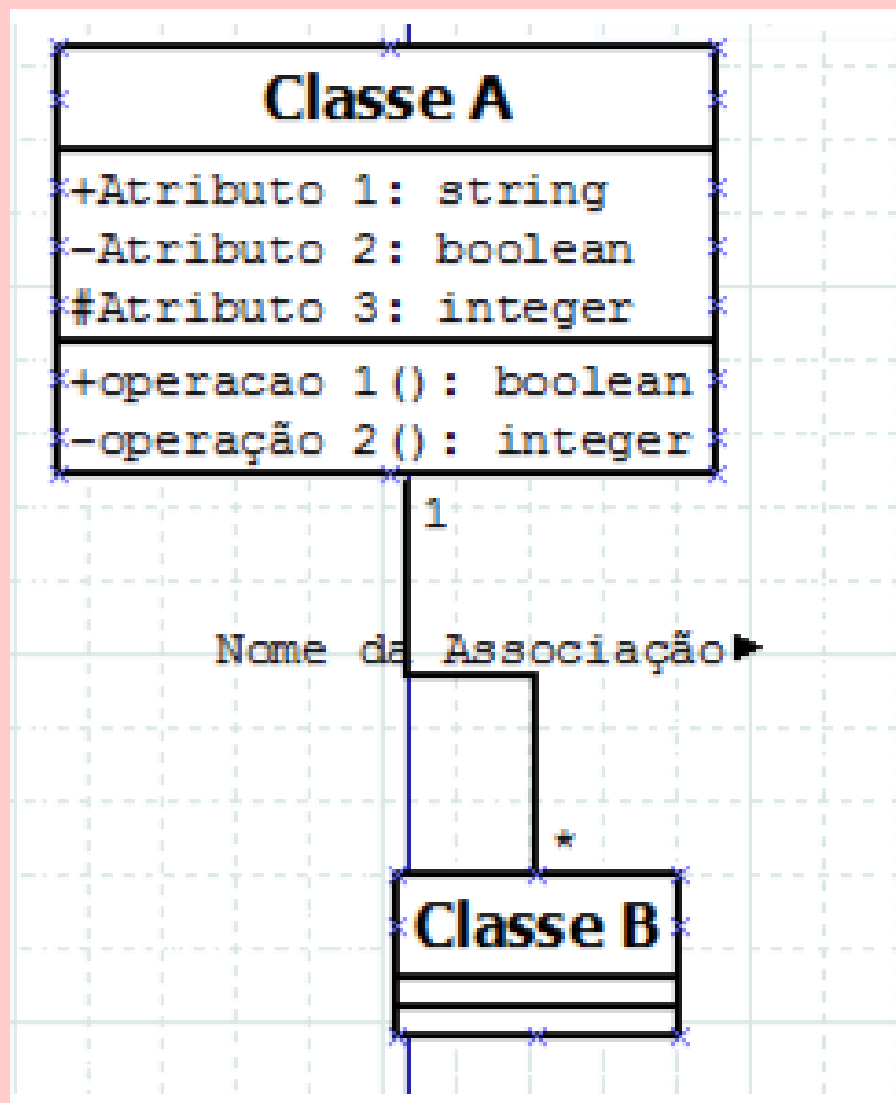 Classe A
+Atributo 1: string
-Atributo 2: boolean
#Atributo 3: integer
+operacao 1(): boolean
-operação 2(): integer
1
Nome da Associação
*
Classe B